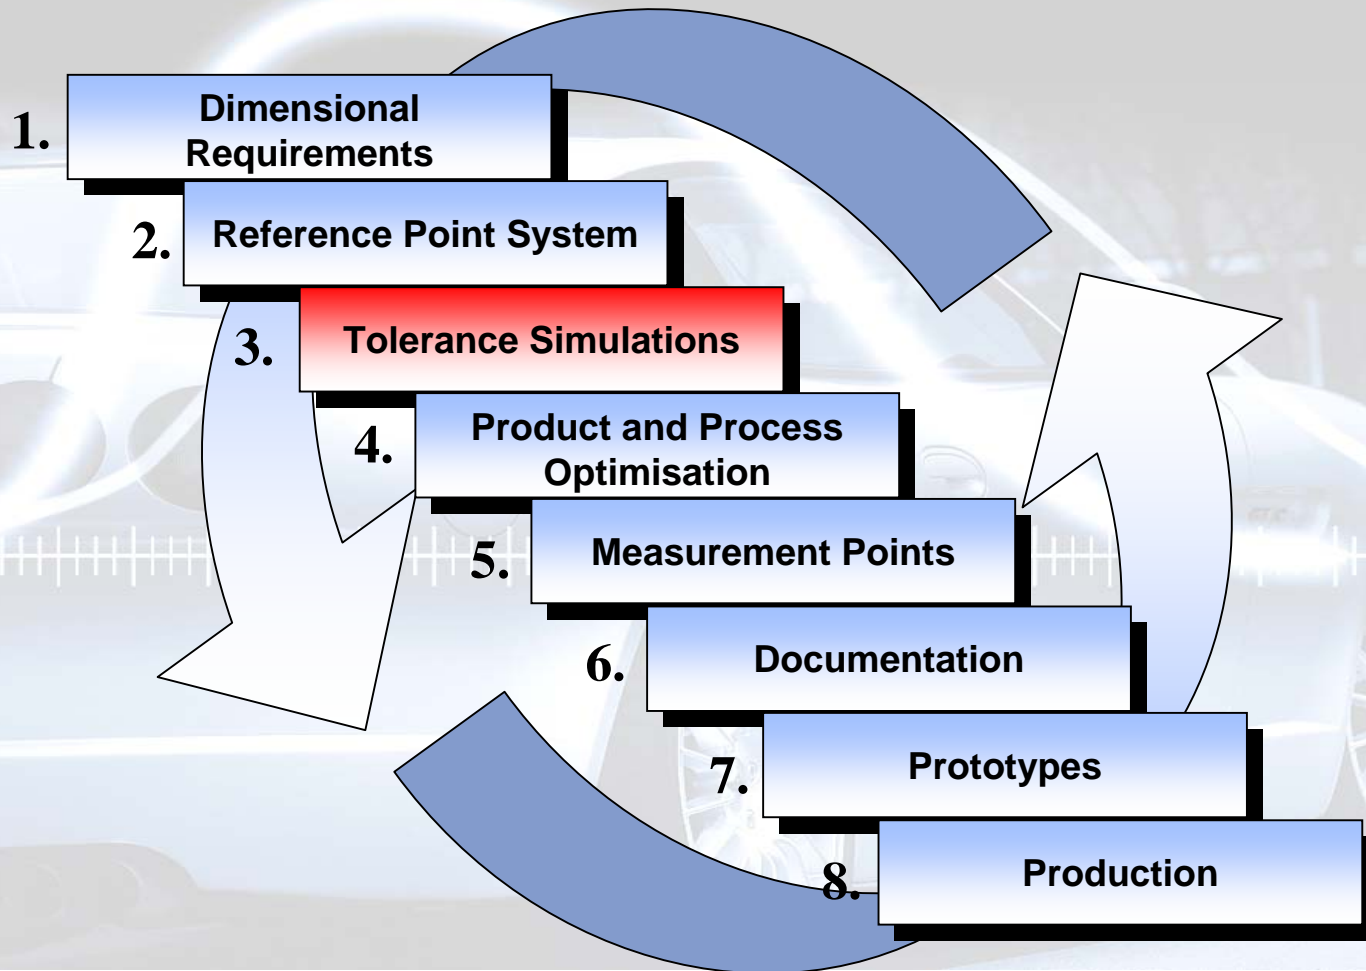 1.
Dimensional
Requirements
2.
Reference Point System
3.
Tolerance Simulations
4.
Product and Process
Optimisation
5.
Measurement Points
6.
Documentation
7.
Prototypes
8.
Production